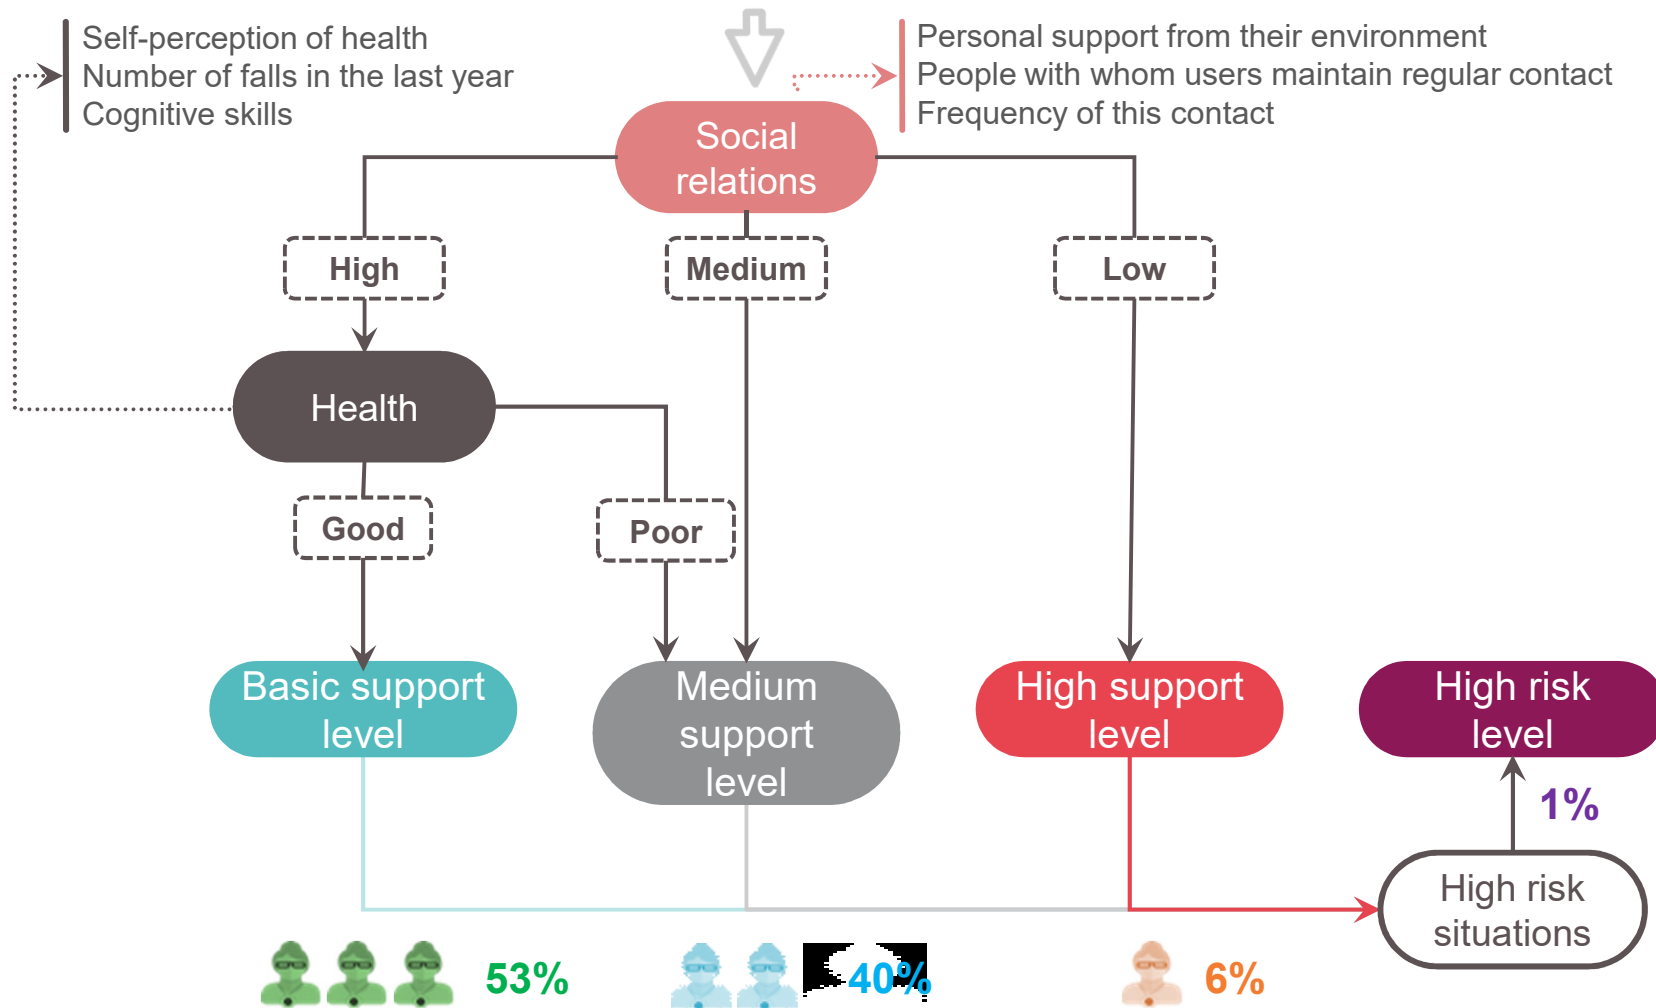 Self-perception of health
Number of falls in the last year
Cognitive skills
Personal support from their environment
People with whom users maintain regular contact
Frequency of this contact
Social
relations
High
Medium
Low
Health
Good
Poor
Basic support
level
Medium
support
level
High support
level
High risk
level
1%
High risk
situations
53%
40%
6%